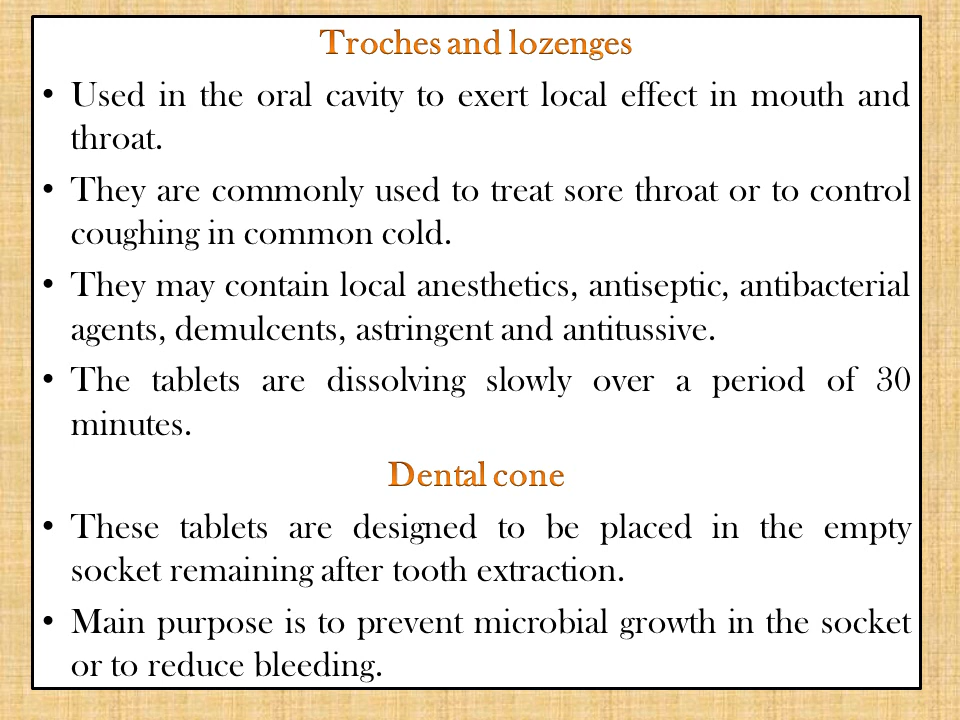 Troches and lozenges
• Used in the oral cavity to exert local effect in mouth and
throat.
• They are commonly used to treat sore throat or to control
coughing in common cold.
• They may contain local anesthetics, antiseptic, antibacterial
agents, demulcents, astringent and antitussive.
• The tablets are dissolving slowly over a period of 30
minutes.
Dental cone
• These tablets are designed to be placed in the empty
socket remaining after tooth extraction.
• Main purpose is to prevent microbial growth in the socket
or to reduce bleeding.